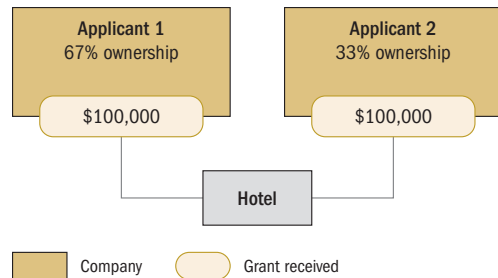 Applicant 1
67% ownership
$100,000
Applicant 2
33% ownership
$100,000
Hotel
Company
Grant received